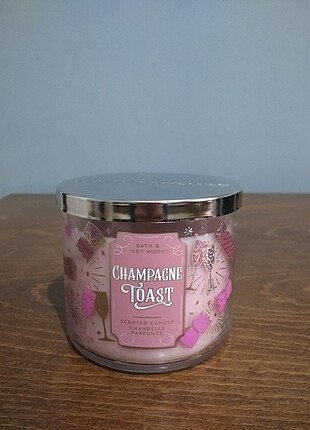 BATH &
BODY WORKS
CHAMPAGNE
TOAST
SCENTED CANDLE
CHANDELLE
PARFUMÉE